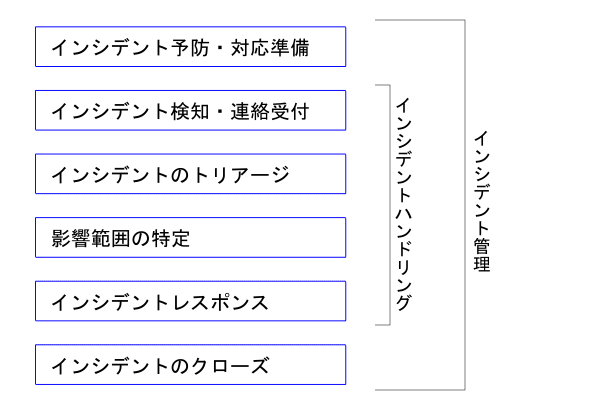 インシデント予防・対応準備
インシデント検知・連絡受付
インシデントのトリアージ
影響範囲の特定
インシデントレスポンス
インシデントのクローズ
インシデントハンドリング
インシデント管理